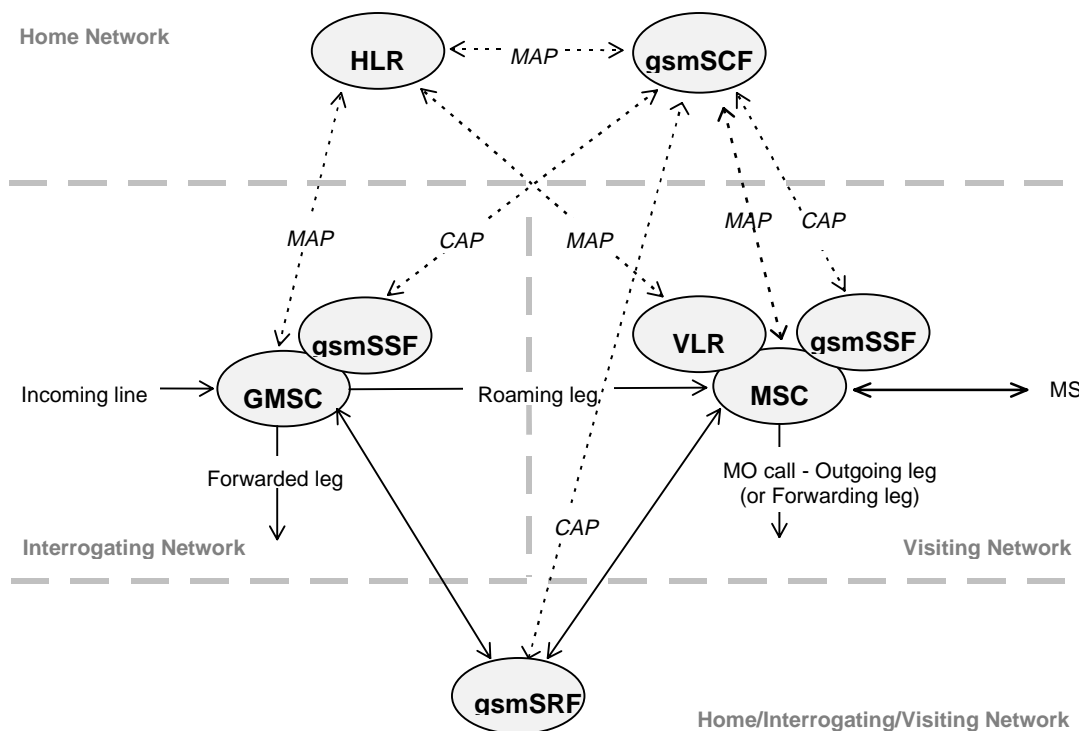 Home Network
HLR
MAP
gsmSCF
MAP
CAP
MAP
MAP
CAP
gsmSSF
VLR
gsmSSF
Incoming line
GMSC
Roaming leg
MSC
MS
Forwarded leg
MO call - Outgoing leg
(or Forwarding leg)
CAP
Interrogating Network
Visiting Network
gsmSRF
Home/Interrogating/Visiting Network